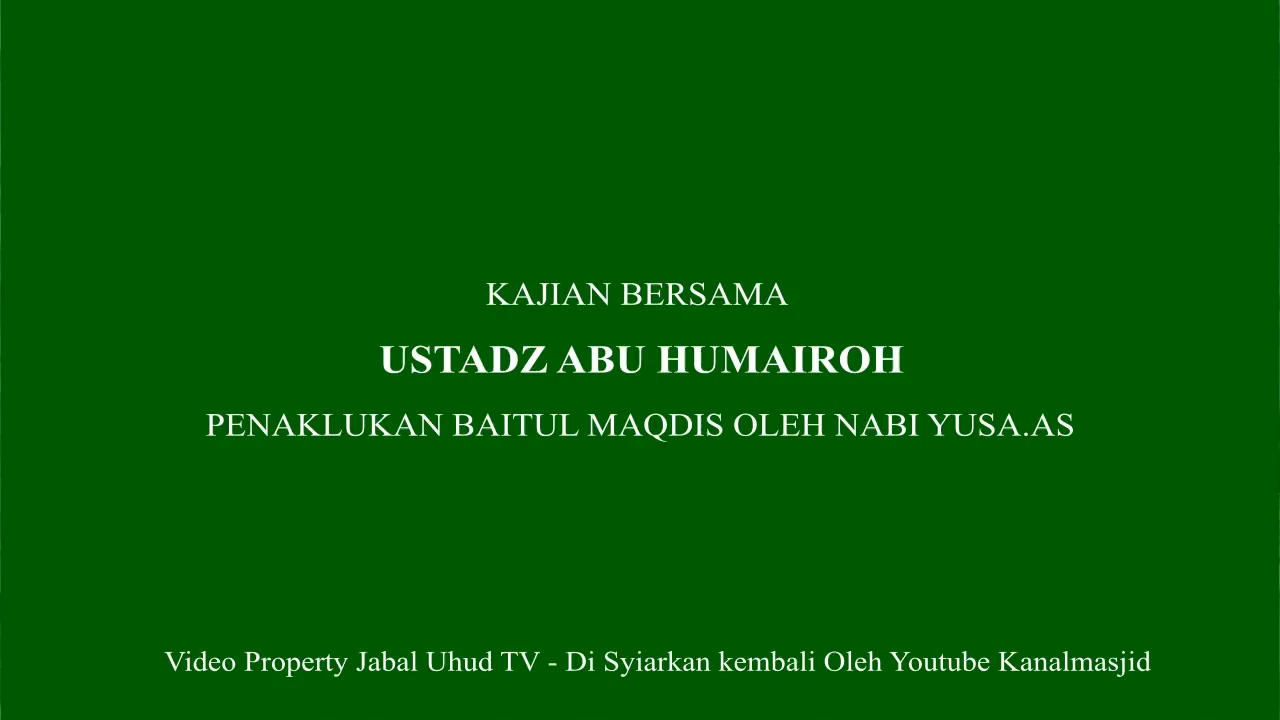 KAJIAN BERSAMA
USTADZ ABU HUMAIROH
PENAKLUKAN BAITUL MAQDIS OLEH NABI YUSA.AS
Video Property Jabal Uhud TV - Di Syiarkan kembali Oleh Youtube Kanalmasjid